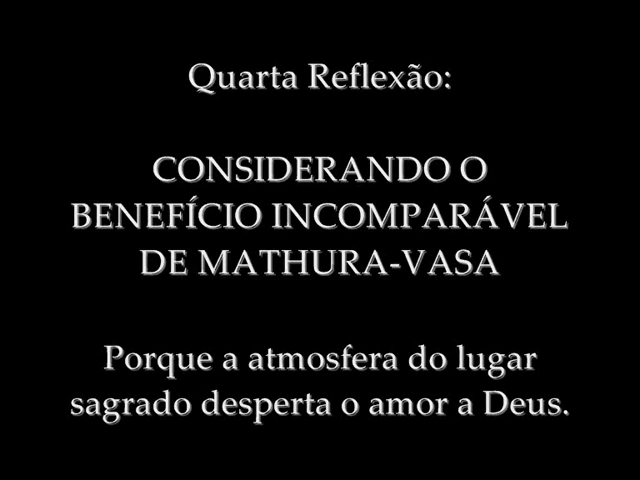 Quarta Reflexão:
CONSIDERANDO O
BENEFÍCIO INCOMPARÁVEL
DE MATHURA-VASA
Porque a atmosfera do lugar
sagrado desperta o amor a Deus.